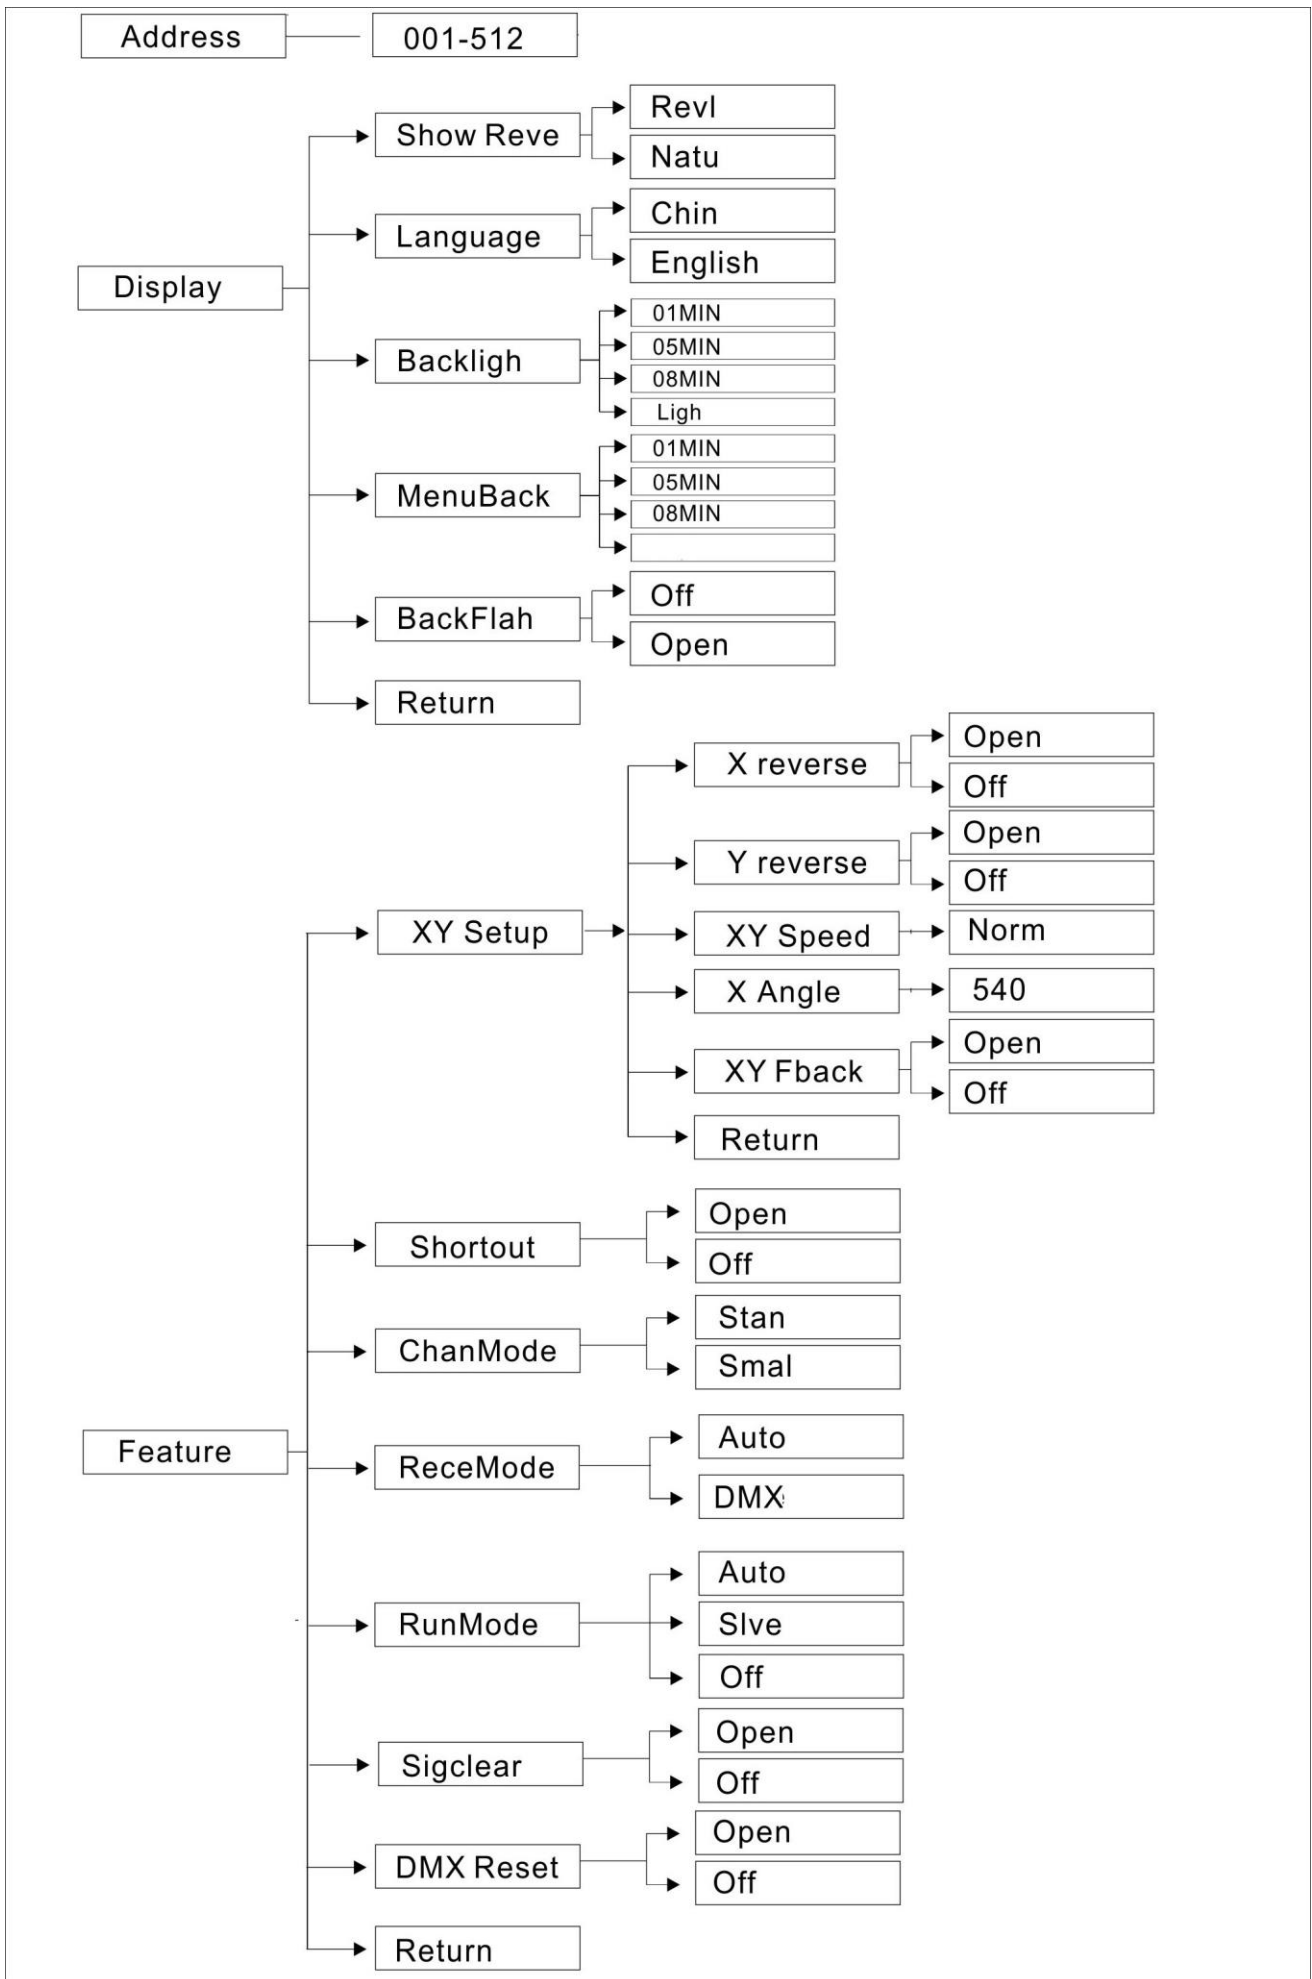 Address 001-512
Show Reve
Revl
Natu
Language
Chin
English
Display
Backligh
01MIN
05MIN
08MIN
Ligh
MenuBack
01MIN
05MIN
08MIN
BackFlah
Off
Open
Return
XY Setup
X reverse
Open
Off
Y reverse
Open
Off
XY Speed
Norm
X Angle
540
XY Fback
Open
Off
Return
Shortout
Open
Off
ChanMode
Stan
Smal
Feature
ReceMode
Auto
DMX
RunMode
Auto
Slve
Off
Sigclear
Open
Off
DMX Reset
Open
Off
Return